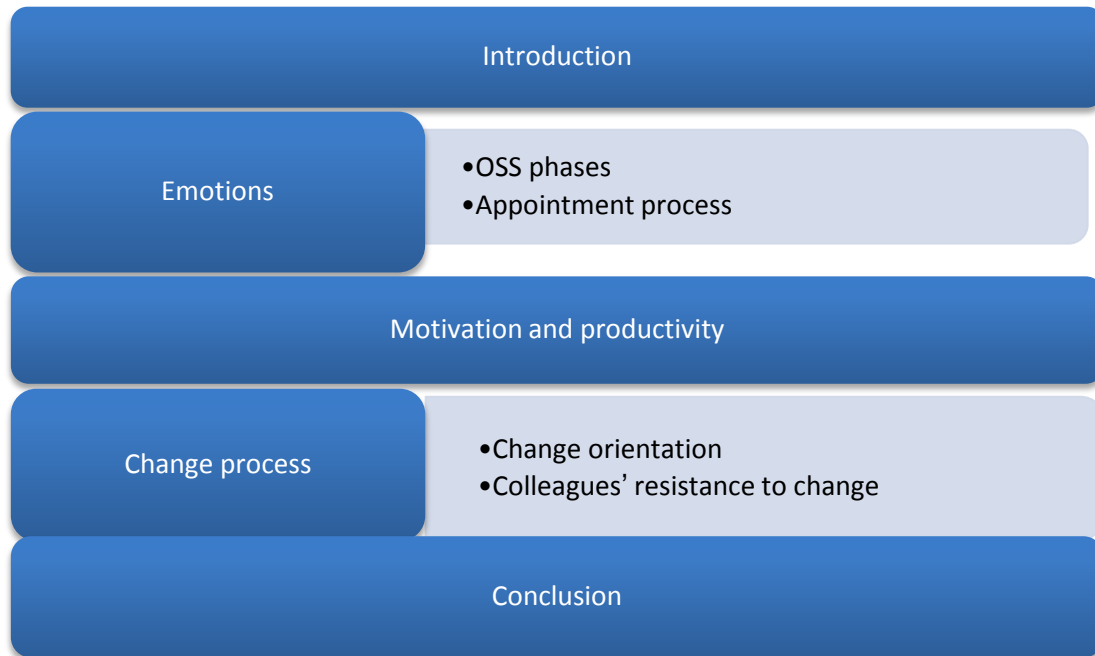 Introduction
Emotions
•OSS phases
•Appointment process
Motivation and productivity
Change process
•Change orientation
•Colleagues’ resistance to change
Conclusion